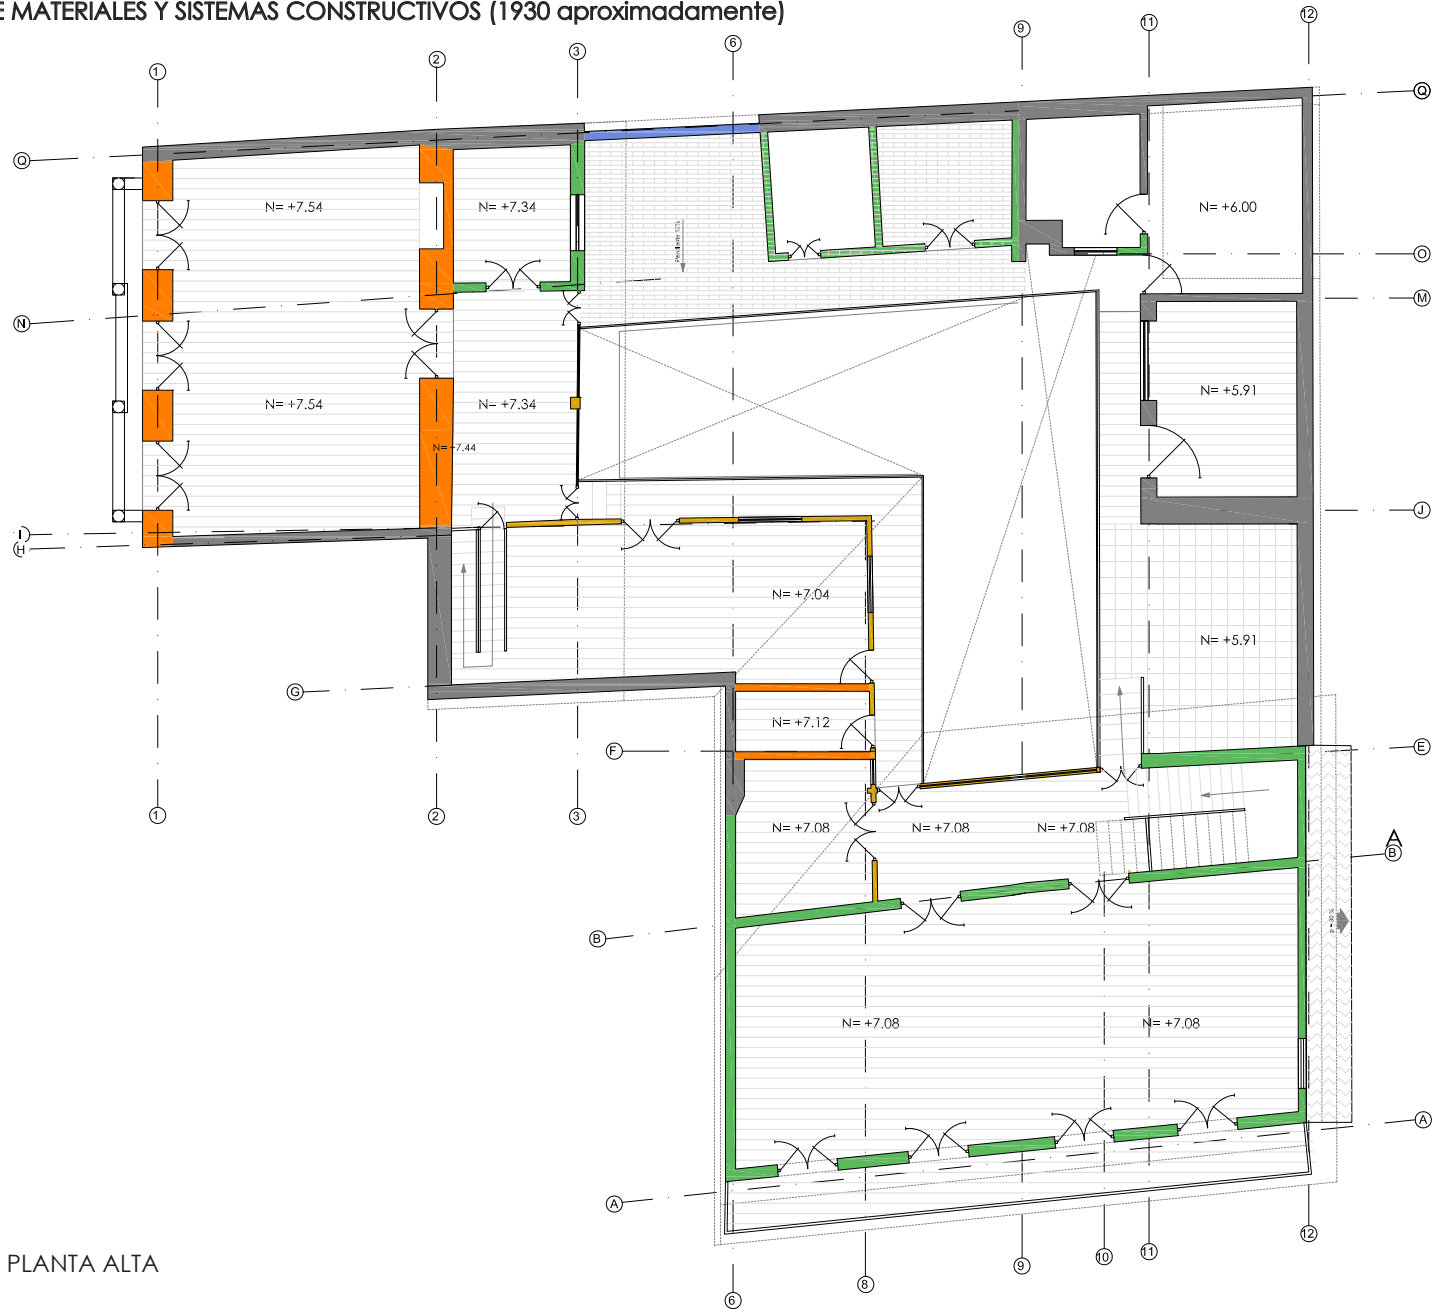 E MATERIALES Y SISTEMAS CONSTRUCTIVOS (1930 aproximadamente)
1
2
3
6
9
11
12
Q
Q
N= +7.54
N= +7.34
N= +6.00
O
M
N
N= +7.54
N= +7.34
N= +5.91
N= +7.44
J
I
H
N= +7.04
N= +5.91
G
N= +7.12
F
E
1
2
3
N= +7.08
N= +7.08
N= +7.08
A
B
B
N= +7.08
N= +7.08
A
A
PLANTA ALTA
6
8
9
10
11
12